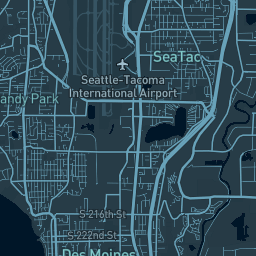 SeaTac
Seattle-Tacoma
International Airport
andy Park
S 216th St
S 222nd St
Des Moines